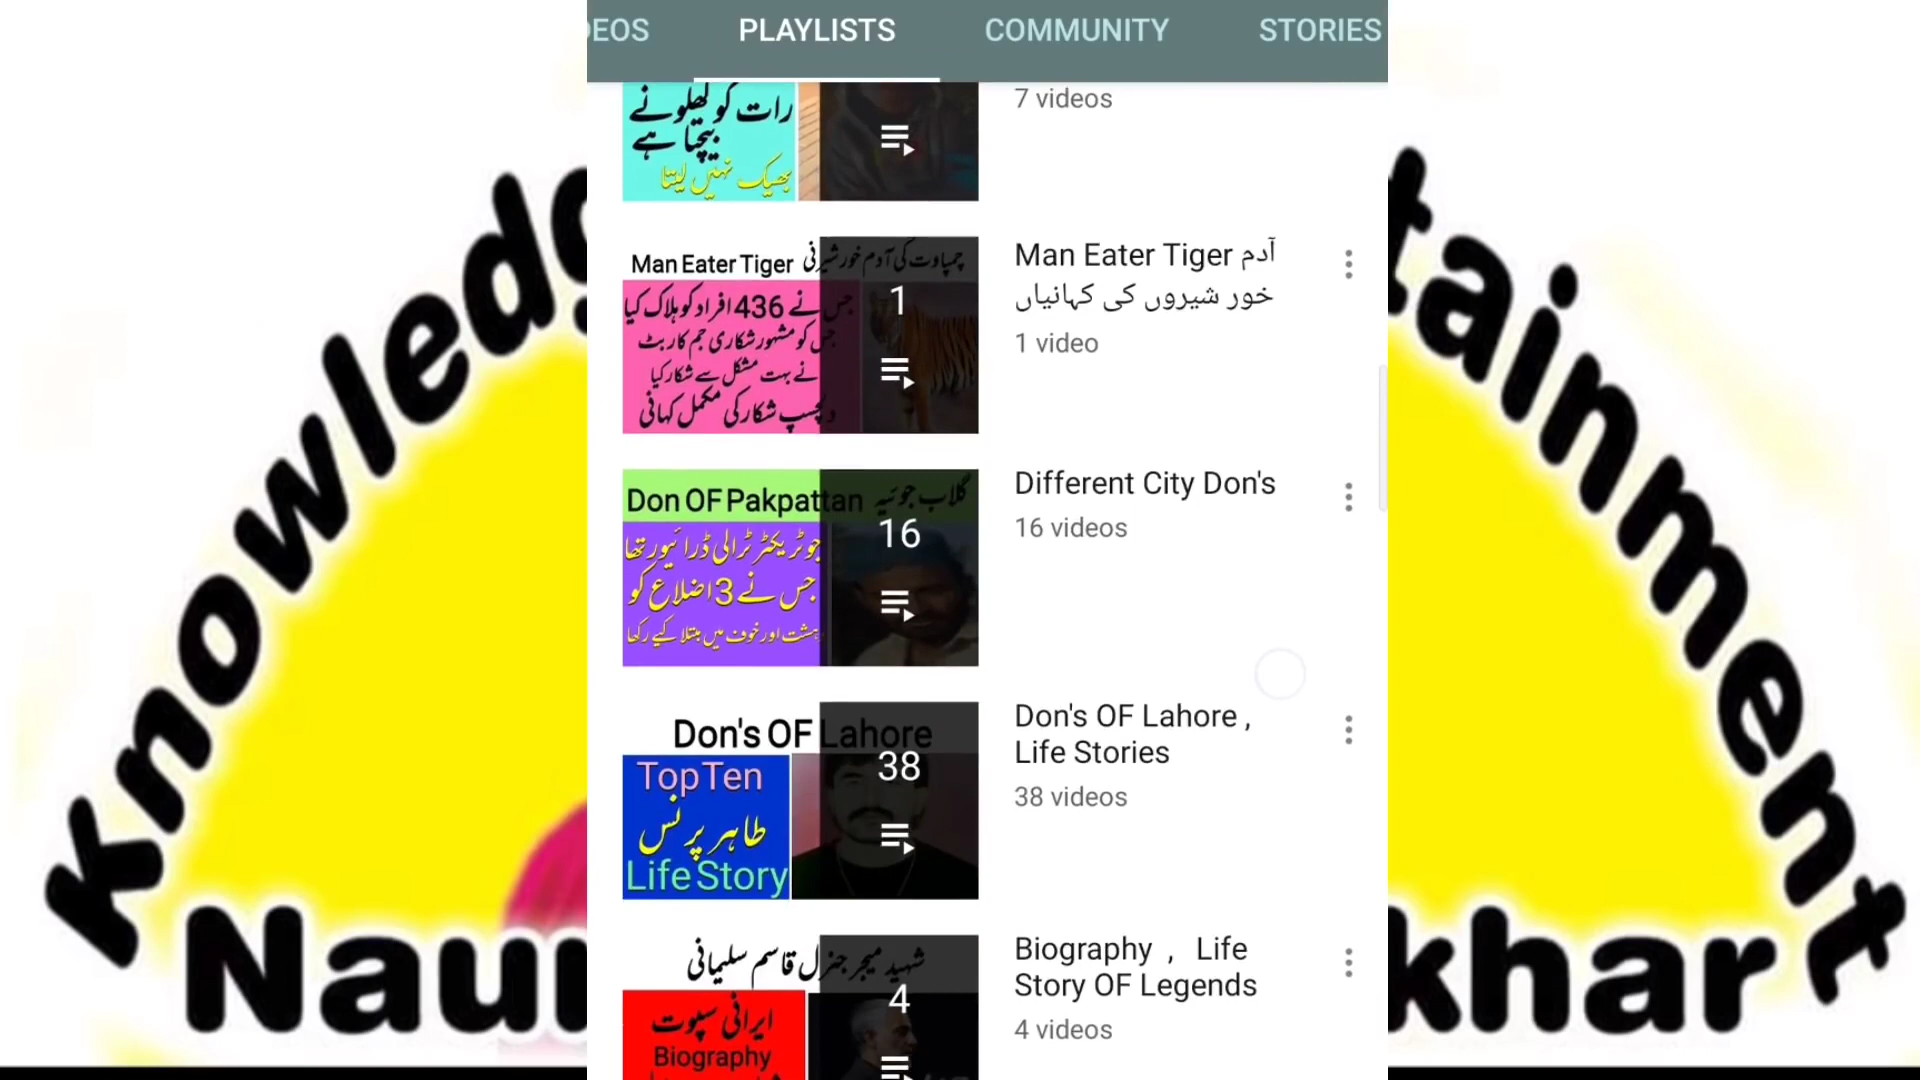 DEOS
PLAYLISTS
COMMUNITY
STORIES
رات کو کھلونے
بیچتا ہے
بھیک نہیں لیتا
7 videos
Man Eater Tiger چمپاوت کی آدم خور شیرنی
جس نے 436 افراد کو ہلاک کیا
جس کو مشہور شکاری جم کاربٹ
نے بہت مشکل سے شکار کیا
دلچسپ شکار کی مکمل کہانی
1
Man Eater Tiger آدم
خور شیروں کی کہانیاں
1 video
Don OF Pakpattan گلاب جوئیہ
جو ٹریکٹر ٹرالی ڈرائیور تھا
جس نے 3 اضلاع کو
دہشت اور خوف میں مبتلا کیے رکھا
16
Different City Don's
16 videos
Don's OF Lahore
Top Ten
طاہر پرنس
Life Story
38
Don's OF Lahore ,
Life Stories
38 videos
شہید میجر جنرل قاسم سلیمانی
ایرانی سپوت
Biography
4
Biography , Life
Story OF Legends
4 videos
Knowledg
tainment
Nau
khar